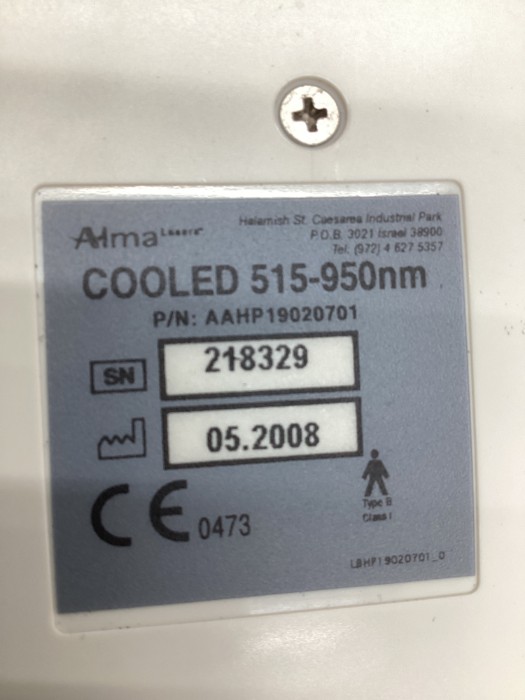 Alma Lasers™
Halamish St. Caesarea Industrial Park
P.O.B. 3021 Israel 38900
Tel. (972) 4 627 5357
COOLED 515-950nm
P/N: AAHP19020701
SN 218329
05.2008
CE 0473
Type B
Class I
LBHP19020701_0